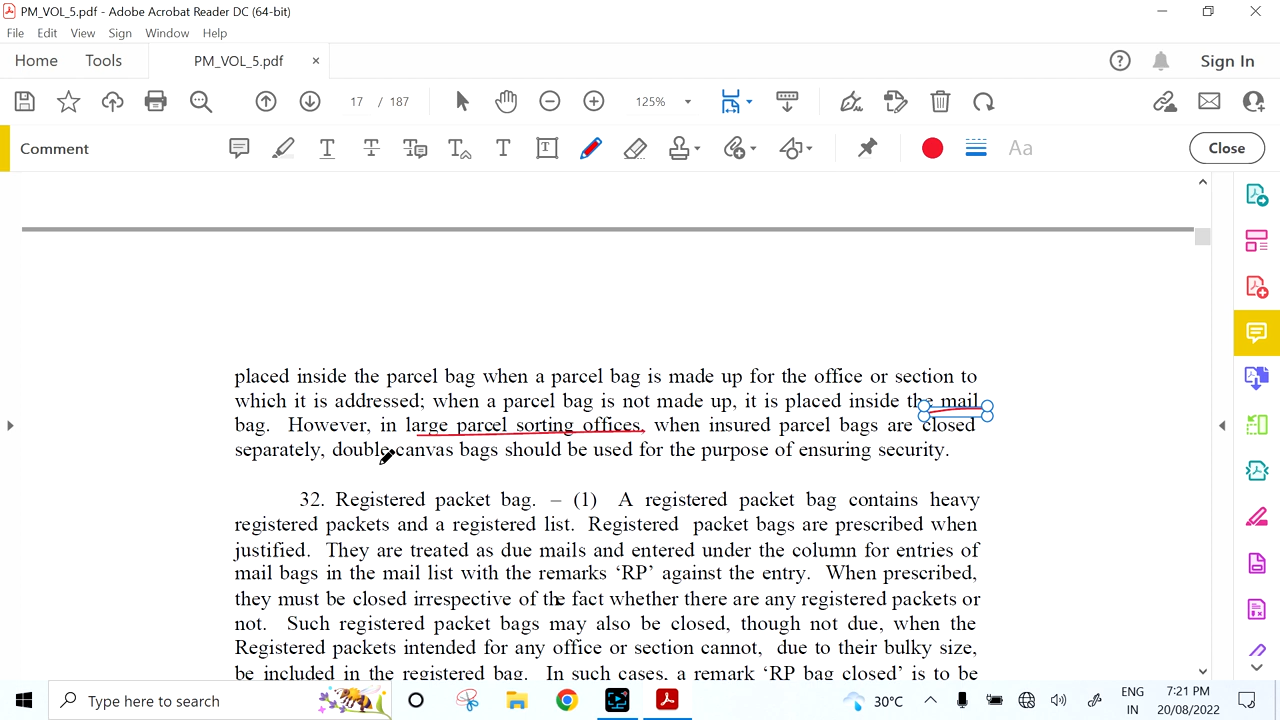 PM_VOL_5.pdf - Adobe Acrobat Reader DC (64-bit)
File Edit View Sign Window Help
Home Tools PM_VOL_5.pdf × Sign In
17 / 187 125%
Comment Aa Close
placed inside the parcel bag when a parcel bag is made up for the office or section to
which it is addressed; when a parcel bag is not made up, it is placed inside the mail
bag. However, in large parcel sorting offices, when insured parcel bags are closed
separately, double canvas bags should be used for the purpose of ensuring security.
32. Registered packet bag. – (1) A registered packet bag contains heavy
registered packets and a registered list. Registered packet bags are prescribed when
justified. They are treated as due mails and entered under the column for entries of
mail bags in the mail list with the remarks ‘RP’ against the entry. When prescribed,
they must be closed irrespective of the fact whether there are any registered packets or
not. Such registered packet bags may also be closed, though not due, when the
Registered packets intended for any office or section cannot, due to their bulky size,
be included in the registered bag. In such cases, a remark ‘RP bag closed’ is to be
Type here to search 30°C ENG 7:21 PM
IN 20/08/2022